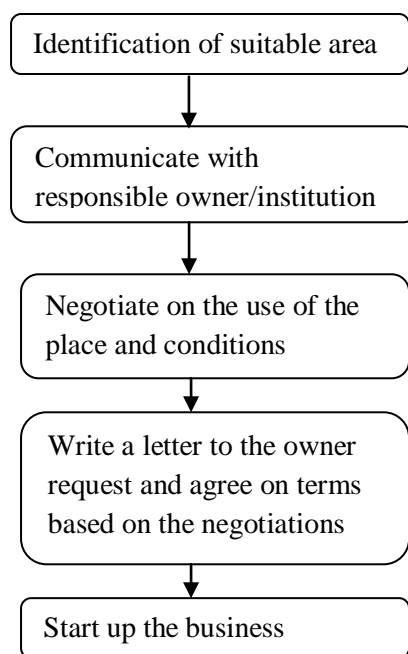 Identification of suitable area
Communicate with
responsible owner/institution
Negotiate on the use of the
place and conditions
Write a letter to the owner
request and agree on terms
based on the negotiations
Start up the business